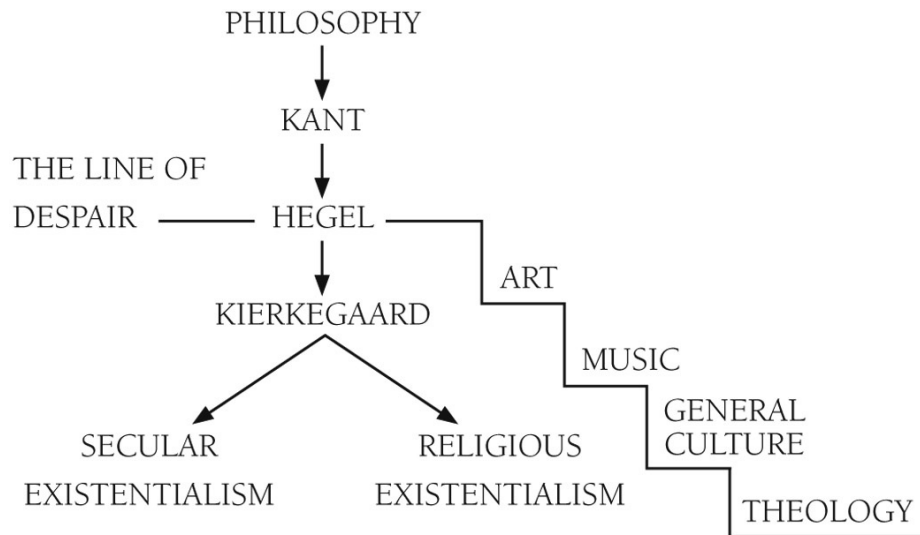 PHILOSOPHY
KANT
THE LINE OF
DESPAIR
HEGEL
ART
KIERKEGAARD
MUSIC
GENERAL
CULTURE
SECULAR
EXISTENTIALISM
RELIGIOUS
EXISTENTIALISM
THEOLOGY